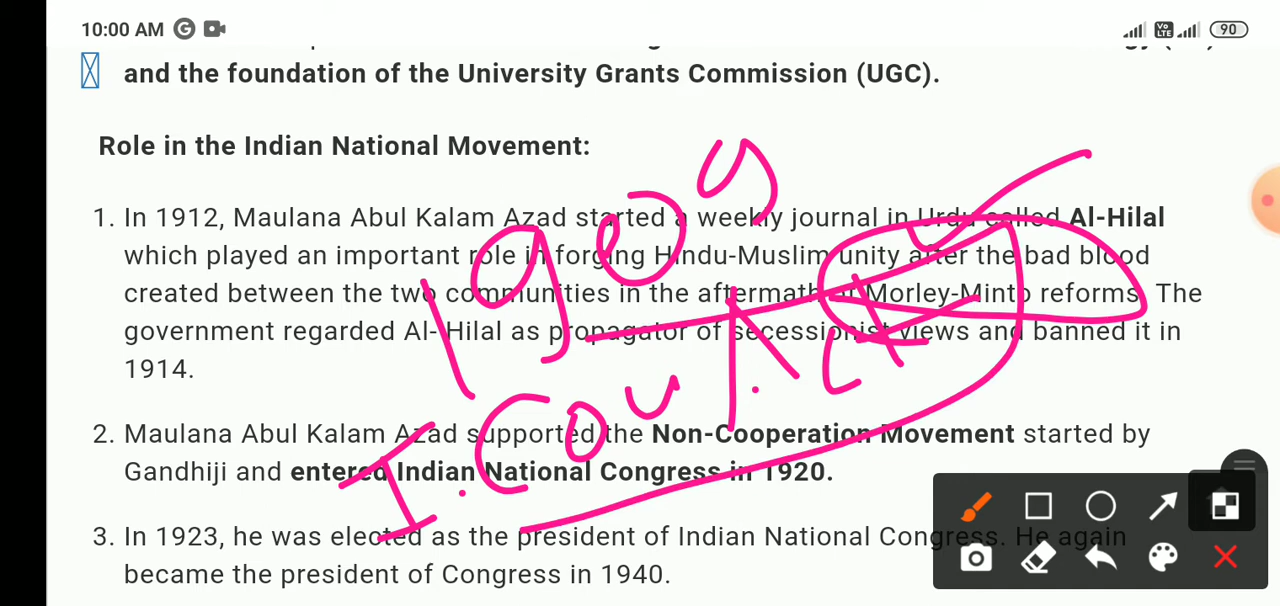 10:00 AM
Vo LTE
90
and the foundation of the University Grants Commission (UGC).
Role in the Indian National Movement:
1909
1. In 1912, Maulana Abul Kalam Azad started a weekly journal in Urdu called Al-Hilal
which played an important role in forging Hindu-Muslim unity after the bad blood
created between the two communities in the aftermath of Morley-Minto reforms. The
government regarded Al- Hilal as propagator of secessionist views and banned it in
1914.
I. Cou
2. Maulana Abul Kalam Azad supported the Non-Cooperation Movement started by
Gandhiji and entered Indian National Congress in 1920.
3. In 1923, he was elected as the president of Indian National Congress. He again
became the president of Congress in 1940.